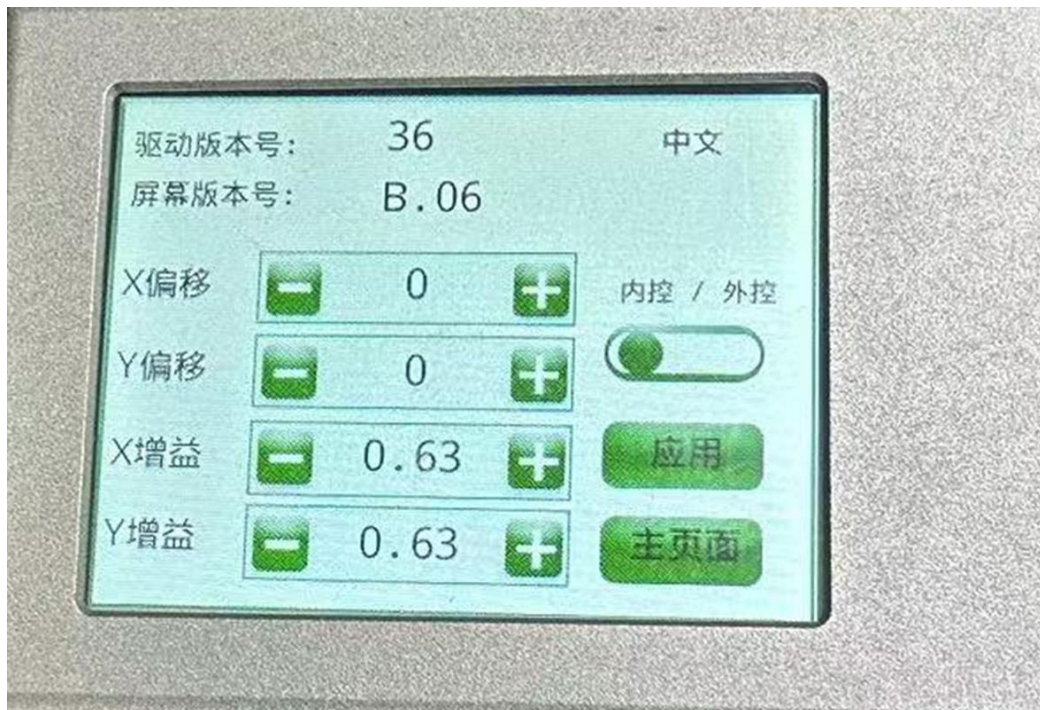 驱动版本号: 36 中文
屏幕版本号: B.06
X偏移 0
内控 / 外控
Y偏移 0
X增益 0.63 应用
Y增益 0.63 主页面